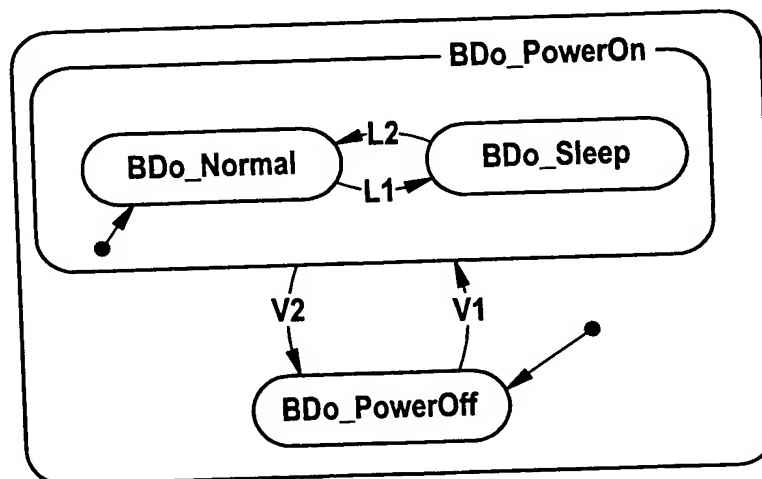 BDo_PowerOn
L2
BDo_Normal
BDo_Sleep
L1
V2
V1
BDo_PowerOff